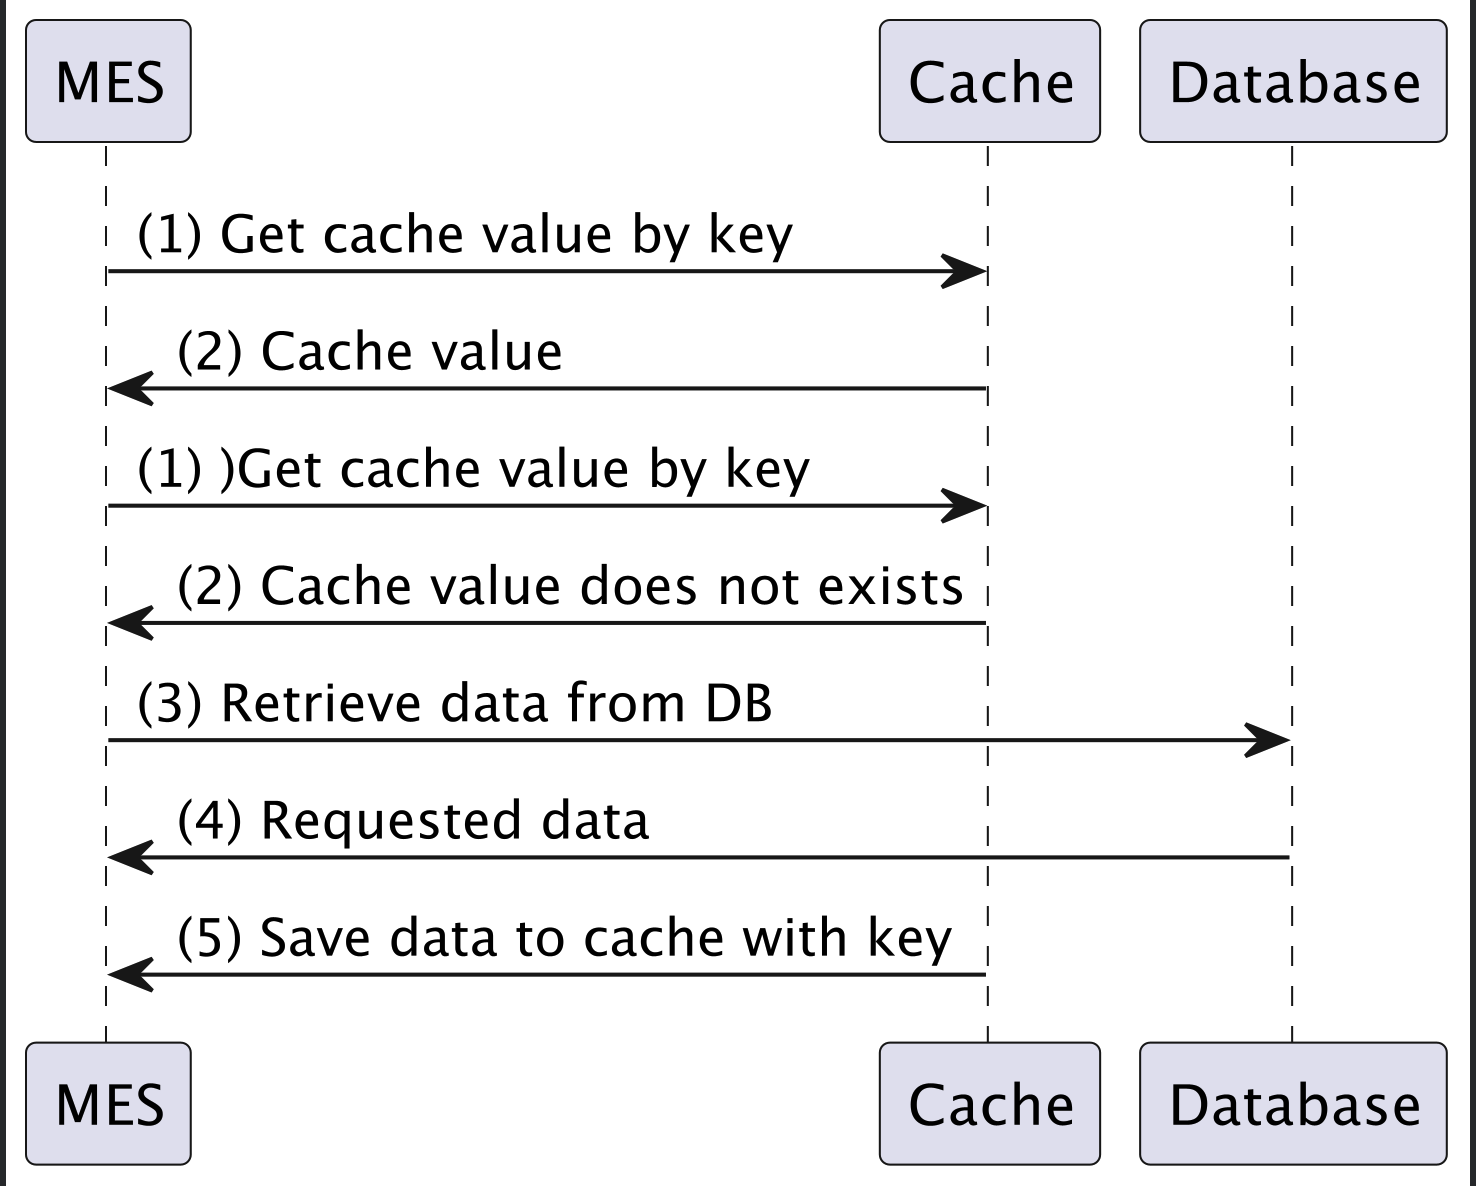 MES
Cache
Database
(1) Get cache value by key
(2) Cache value
(1) )Get cache value by key
(2) Cache value does not exists
(3) Retrieve data from DB
(4) Requested data
(5) Save data to cache with key
MES
Cache
Database